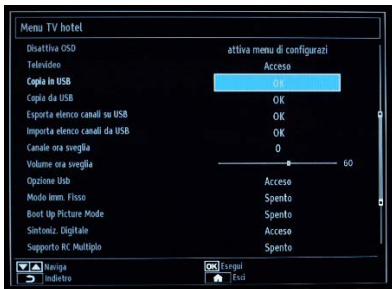 Menu TV hotel
Disattiva OSD attiva menu di configurazi
Televideo Acceso
Copia in USB OK
Copia da USB OK
Esporta elenco canali su USB OK
Importa elenco canali da USB OK
Canale ora sveglia 0
Volume ora sveglia 60
Opzione Usb Acceso
Modo imm. Fisso Spento
Boot Up Picture Mode Spento
Sintoniz. Digitale Acceso
Supporto RC Multiplo Spento
Naviga OK Esegui
Indietro Esci